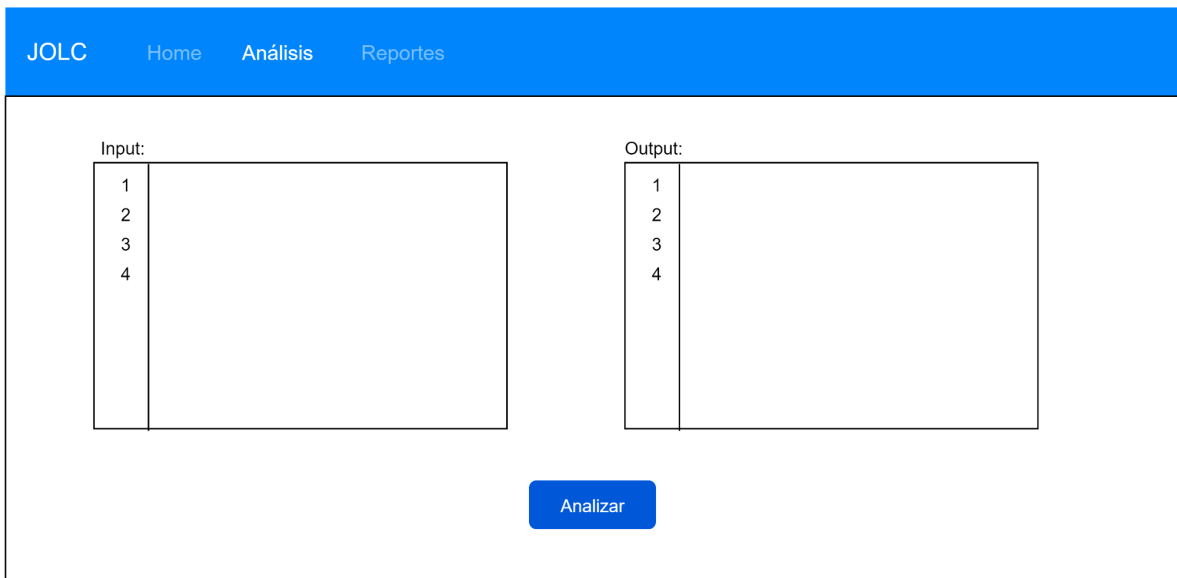 JOLC Home Análisis Reportes
Input:
1
2
3
4
Output:
1
2
3
4
Analizar